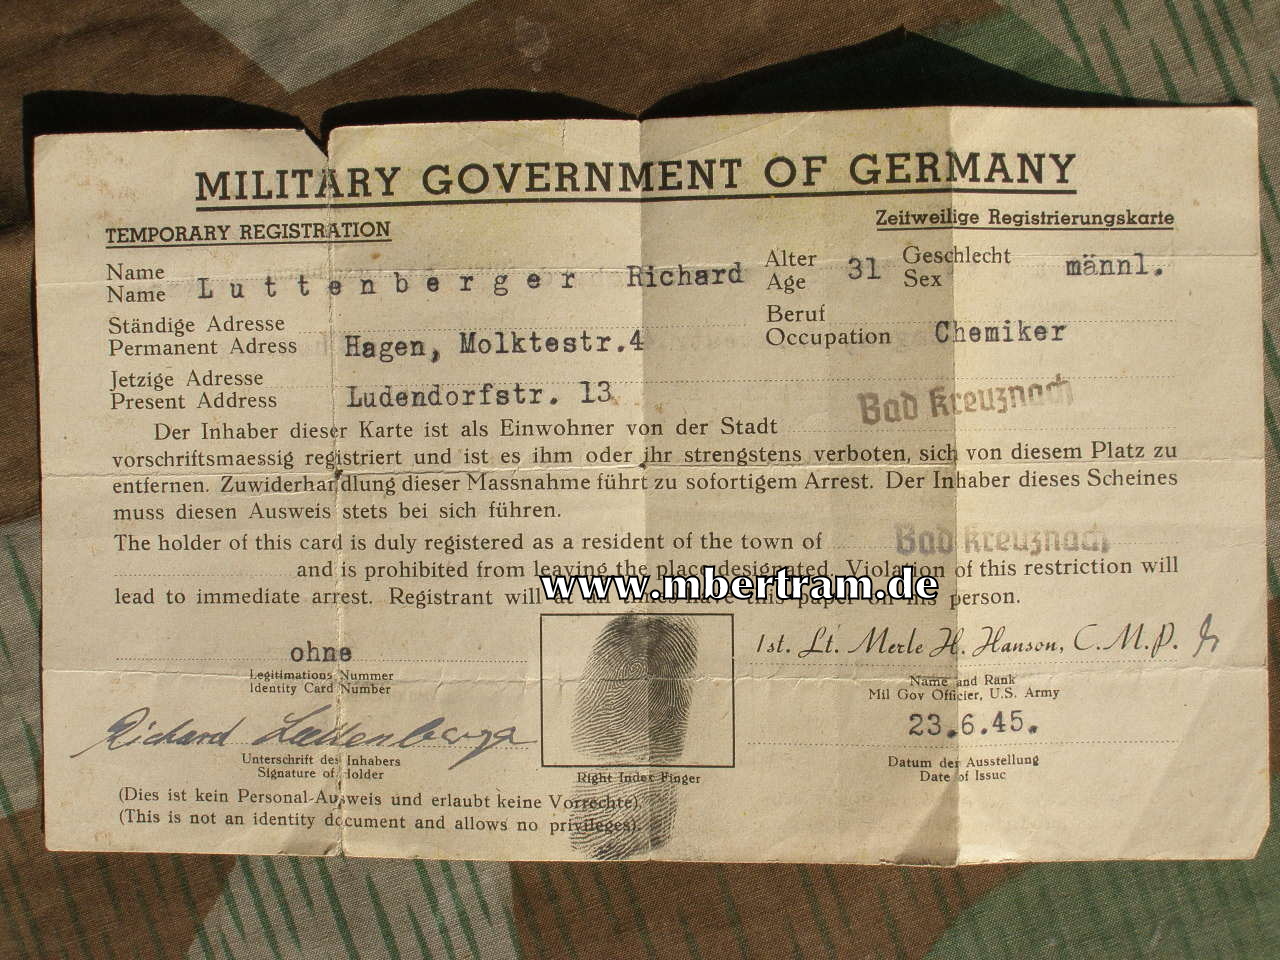 MILITARY GOVERNMENT OF GERMANY
TEMPORARY REGISTRATION
Zeitweilige Registrierungskarte
Name
Name Luttenberger Richard
Alter
Age 31
Geschlecht
Sex männl.
Ständige Adresse
Permanent Adress Hagen, Molktestr.4
Beruf
Occupation Chemiker
Jetzige Adresse
Present Address Ludendorfstr. 13
Der Inhaber dieser Karte ist als Einwohner von der Stadt Bad Kreuznach
vorschriftsmaessig registriert und ist es ihm oder ihr strengstens verboten, sich von diesem Platz zu
entfernen. Zuwiderhandlung dieser Massnahme führt zu sofortigem Arrest. Der Inhaber dieses Scheines
muss diesen Ausweis stets bei sich führen.
The holder of this card is duly registered as a resident of the town of Bad Kreuznach
and is prohibited from leaving the place designated. Violation of this restriction will
www.mbertram.de
lead to immediate arrest. Registrant will at all times have this paper on his person.
ohne
Legitimations Nummer
Identity Card Number
1st. Lt. Merle H. Hanson, C.M.P.
Name and Rank
Mil Gov Officier, U.S. Army
Richard Luttenberger
Unterschrift des Inhabers
Signature of Holder
Right Index Finger
23.6.45.
Datum der Ausstellung
Date of Issuc
(Dies ist kein Personal-Ausweis und erlaubt keine Vorrechte).
(This is not an identity document and allows no privileges).